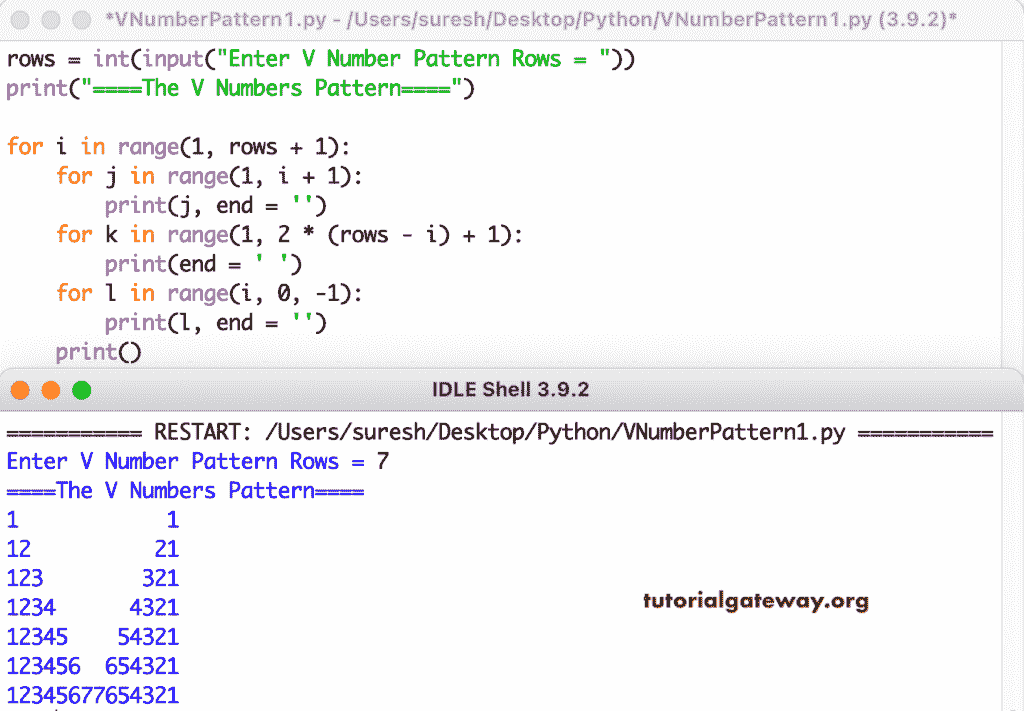 *VNumberPattern1.py - /Users/suresh/Desktop/Python/VNumberPattern1.py (3.9.2)*
rows = int(input("Enter V Number Pattern Rows = "))
print("====The V Numbers Pattern====")

for i in range(1, rows + 1):
    for j in range(1, i + 1):
        print(j, end = '')
    for k in range(1, 2 * (rows - i) + 1):
        print(end = ' ')
    for l in range(i, 0, -1):
        print(l, end = '')
    print()
IDLE Shell 3.9.2
=========== RESTART: /Users/suresh/Desktop/Python/VNumberPattern1.py ===========
Enter V Number Pattern Rows = 7
====The V Numbers Pattern====
1            1
12          21
123        321
1234      4321
12345    54321
123456  654321
12345677654321
tutorialgateway.org